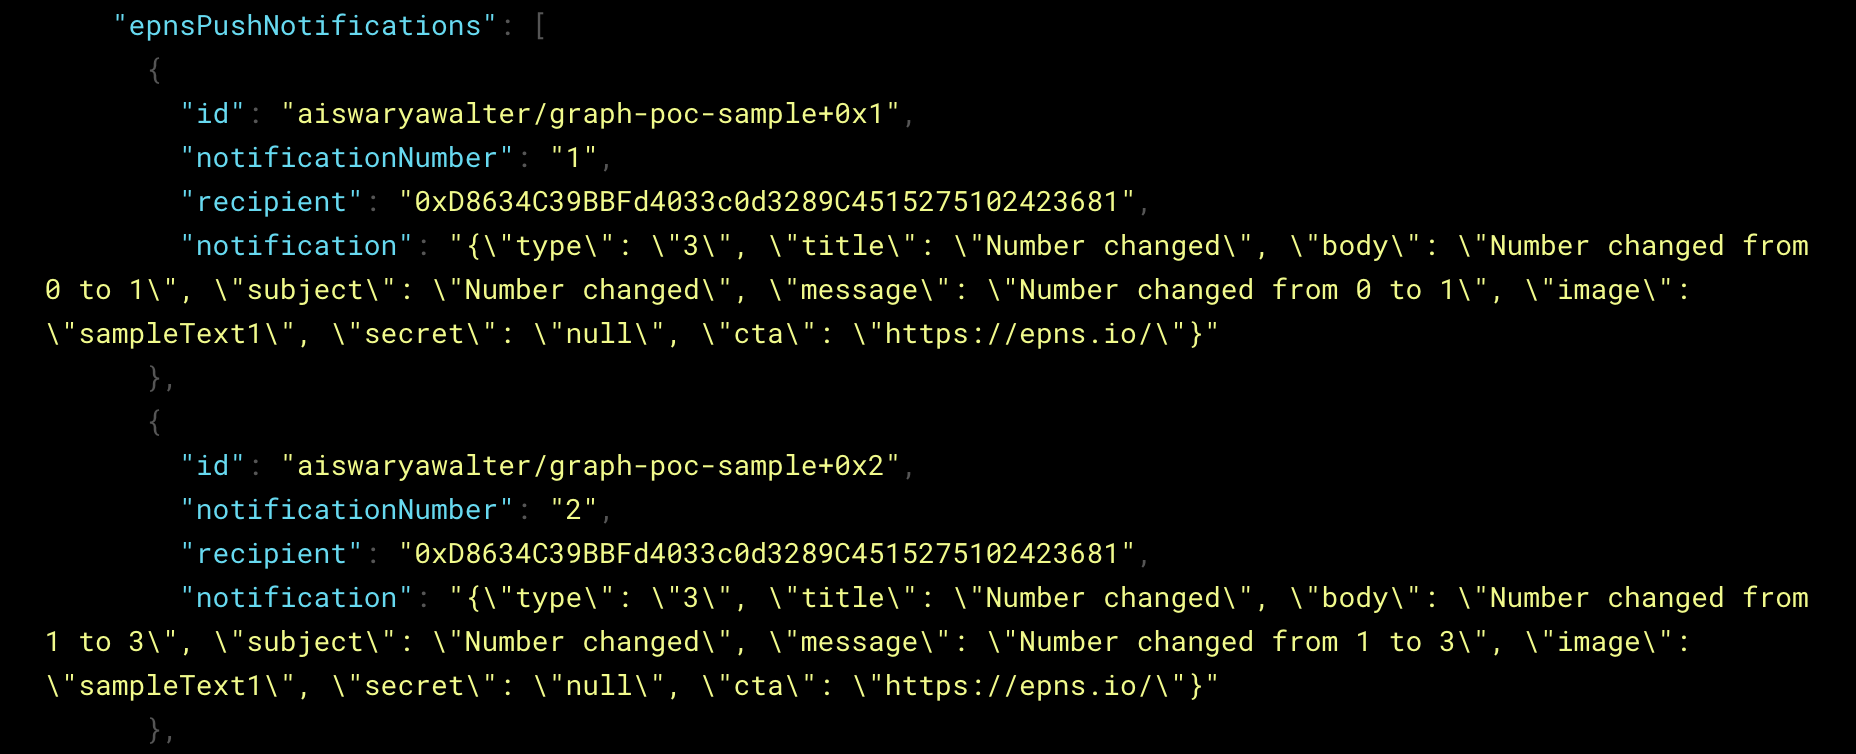 "epnsPushNotifications": [
{
"id": "aiswaryawalter/graph-poc-sample+0x1",
"notificationNumber": "1",
"recipient": "0xD8634C39BBFd4033c0d3289C4515275102423681",
"notification": "{\"type\": \"3\", \"title\": \"Number changed\", \"body\": \"Number changed from
0 to 1\", \"subject\": \"Number changed\", \"message\": \"Number changed from 0 to 1\", \"image\":
\"sampleText1\", \"secret\": \"null\", \"cta\": \"https://epns.io/\"}"
},
{
"id": "aiswaryawalter/graph-poc-sample+0x2",
"notificationNumber": "2",
"recipient": "0xD8634C39BBFd4033c0d3289C4515275102423681",
"notification": "{\"type\": \"3\", \"title\": \"Number changed\", \"body\": \"Number changed from
1 to 3\", \"subject\": \"Number changed\", \"message\": \"Number changed from 1 to 3\", \"image\":
\"sampleText1\", \"secret\": \"null\", \"cta\": \"https://epns.io/\"}"
},